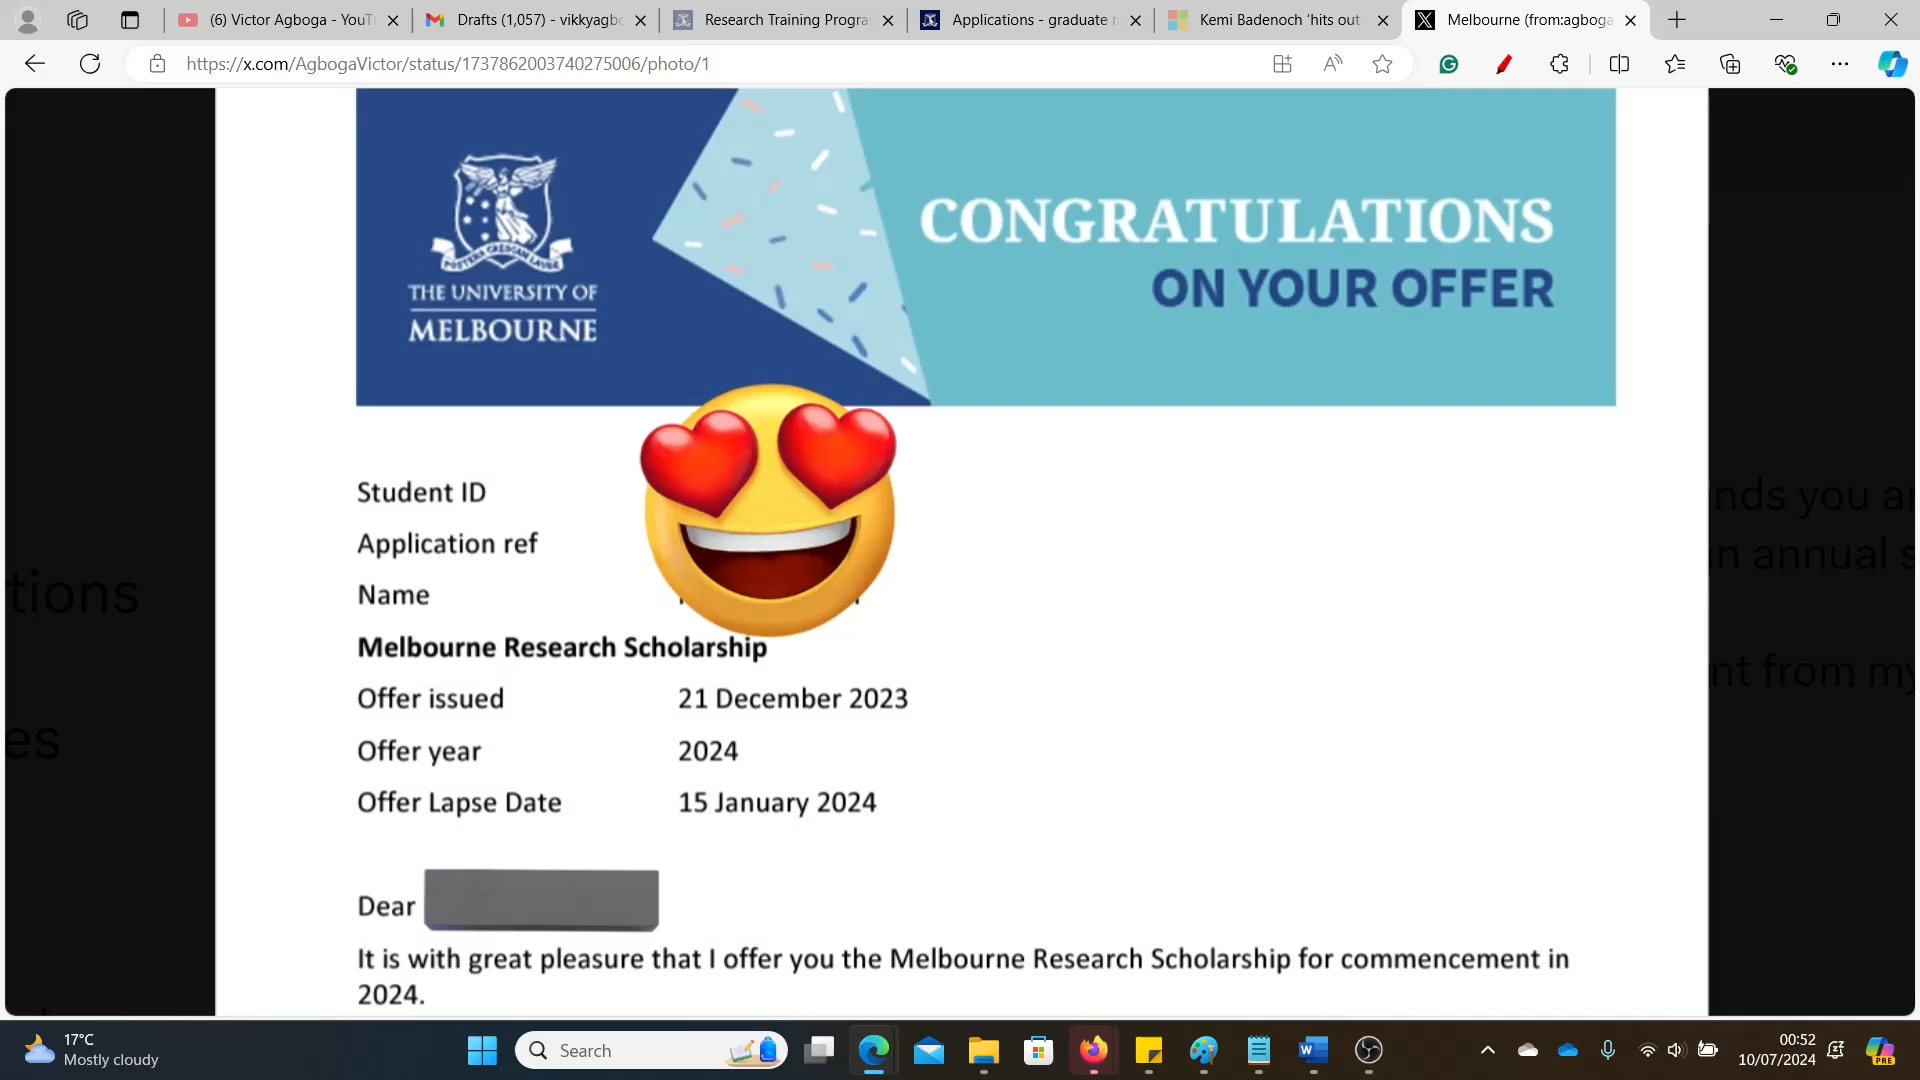 (6) Victor Agboga - YouT
Drafts (1,057) - vikkyagbo
Research Training Progra
Applications - graduate r
Kemi Badenoch 'hits out
Melbourne (from:agboga
https://x.com/AgbogaVictor/status/1737862003740275006/photo/1
THE UNIVERSITY OF
MELBOURNE
CONGRATULATIONS
ON YOUR OFFER
Student ID
Application ref
Name
Melbourne Research Scholarship
Offer issued 21 December 2023
Offer year 2024
Offer Lapse Date 15 January 2024
Dear
It is with great pleasure that I offer you the Melbourne Research Scholarship for commencement in
2024.
tions
es
nds you a
n annual s
nt from my
17°C
Mostly cloudy
Search
00:52
10/07/2024
PRE